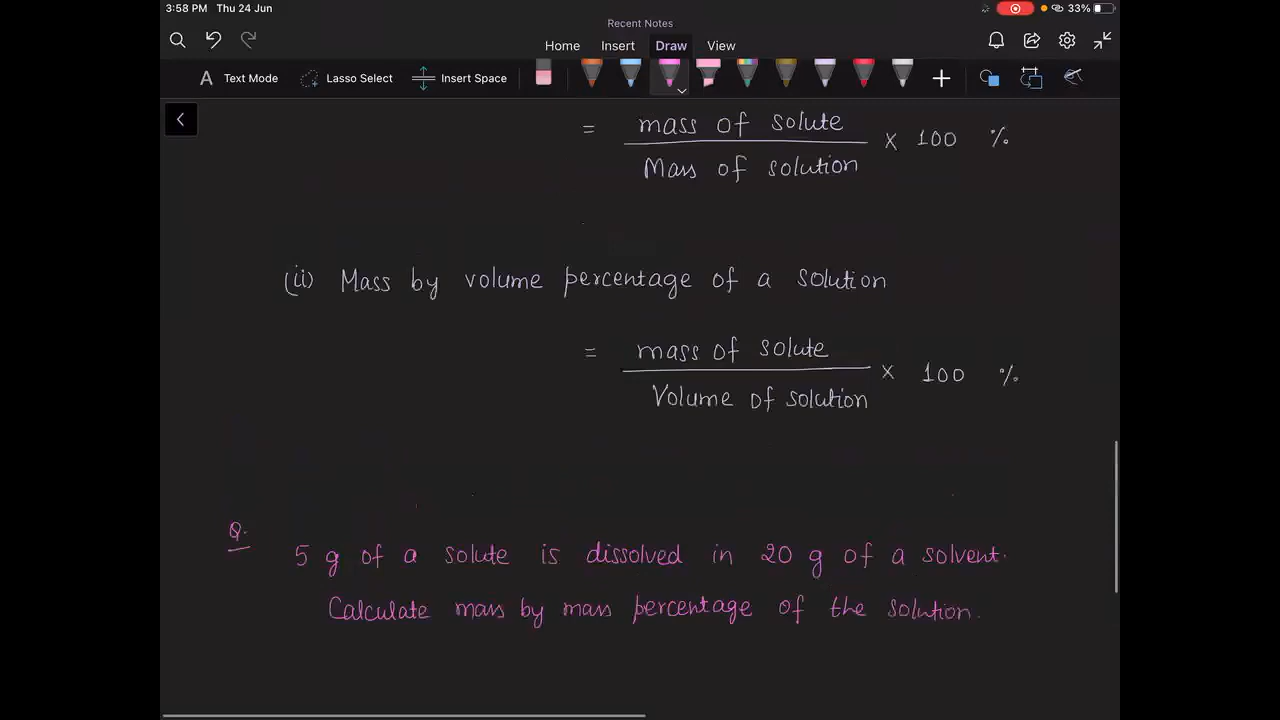 3:58 PM Thu 24 Jun
33%
Recent Notes
Home Insert Draw View
A Text Mode Lasso Select Insert Space
= mass of solute
Mass of solution
× 100 %
(ii) Mass by volume percentage of a solution
= mass of solute
Volume of solution
× 100 %
Q.
5 g of a solute is dissolved in 20 g of a solvent.
Calculate mass by mass percentage of the solution.